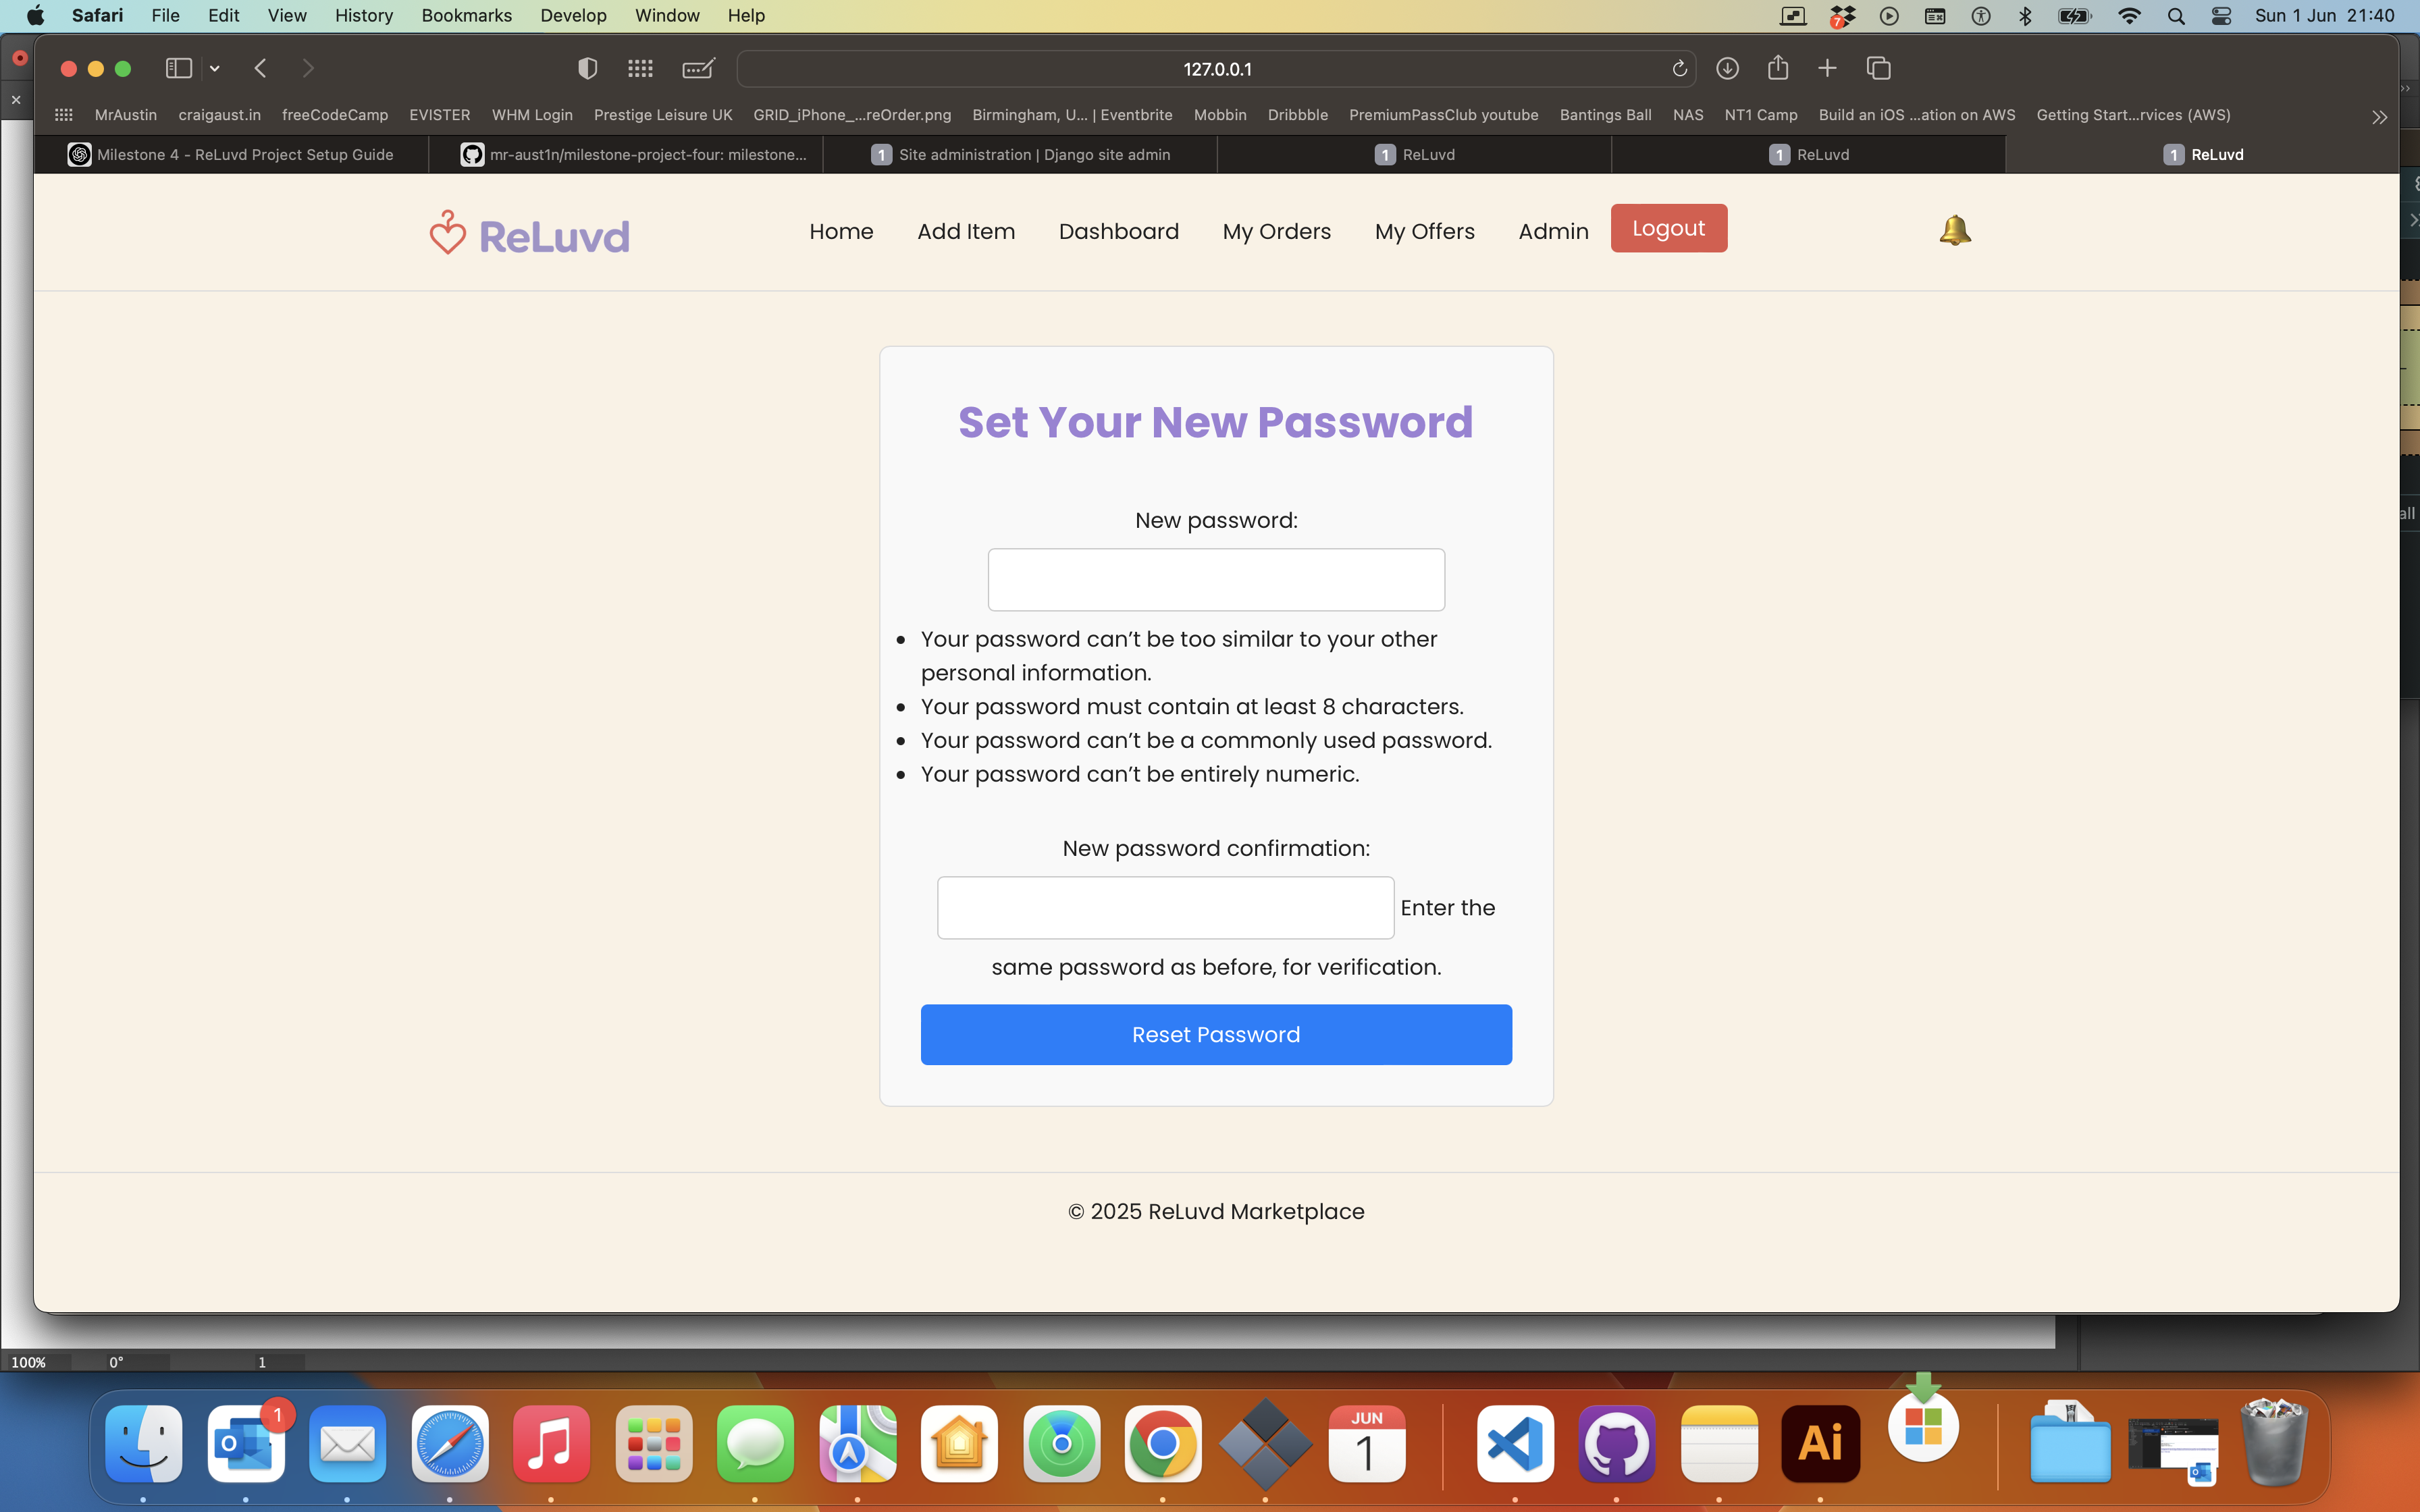 Safari File Edit View History Bookmarks Develop Window Help 7 Sun 1 Jun 21:40
127.0.0.1
MrAustin craigaust.in freeCodeCamp EVISTER WHM Login Prestige Leisure UK GRID_iPhone_...reOrder.png Birmingham, U... | Eventbrite Mobbin Dribbble PremiumPassClub youtube Bantings Ball NAS NT1 Camp Build an iOS ...ation on AWS Getting Start...rvices (AWS)
Milestone 4 - ReLuvd Project Setup Guide mr-aust1n/milestone-project-four: milestone... 1 Site administration | Django site admin 1 ReLuvd 1 ReLuvd 1 ReLuvd
ReLuvd Home Add Item Dashboard My Orders My Offers Admin Logout
Set Your New Password
New password:
all
• Your password can’t be too similar to your other
personal information.
• Your password must contain at least 8 characters.
• Your password can’t be a commonly used password.
• Your password can’t be entirely numeric.
New password confirmation:
Enter the
same password as before, for verification.
Reset Password
© 2025 ReLuvd Marketplace
100% 0° 1
1 JUN 1 Ai